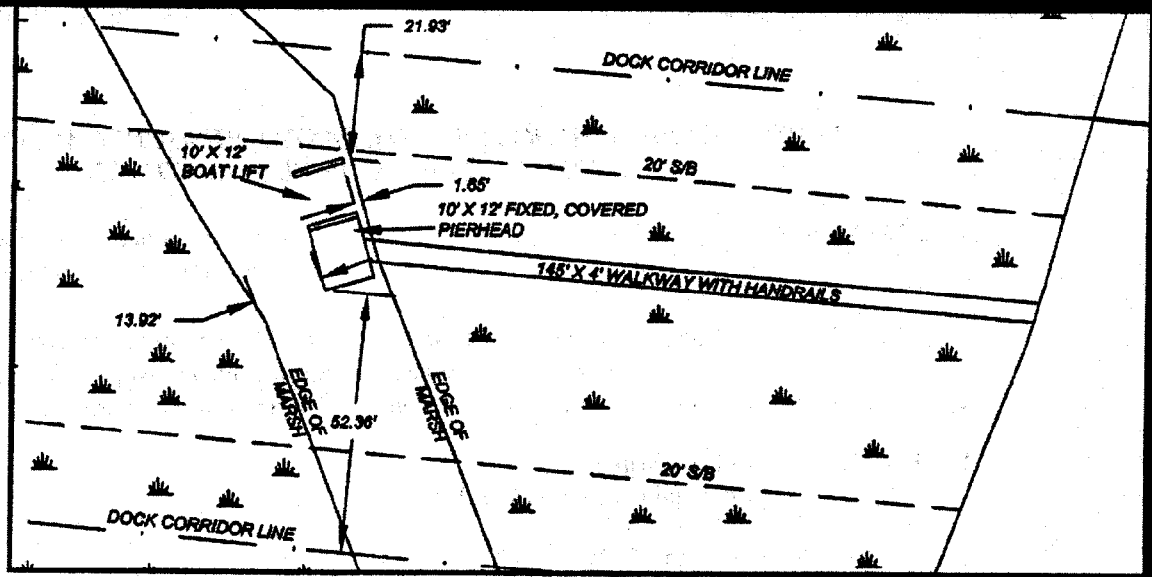 21.93'
DOCK CORRIDOR LINE
10' X 12'
BOAT LIFT
20' S/B
1.65'
10' X 12' FIXED, COVERED
PIERHEAD
145' X 4' WALKWAY WITH HANDRAILS
13.92'
EDGE OF
MARSH
52.36'
EDGE OF
MARSH
20' S/B
DOCK CORRIDOR LINE